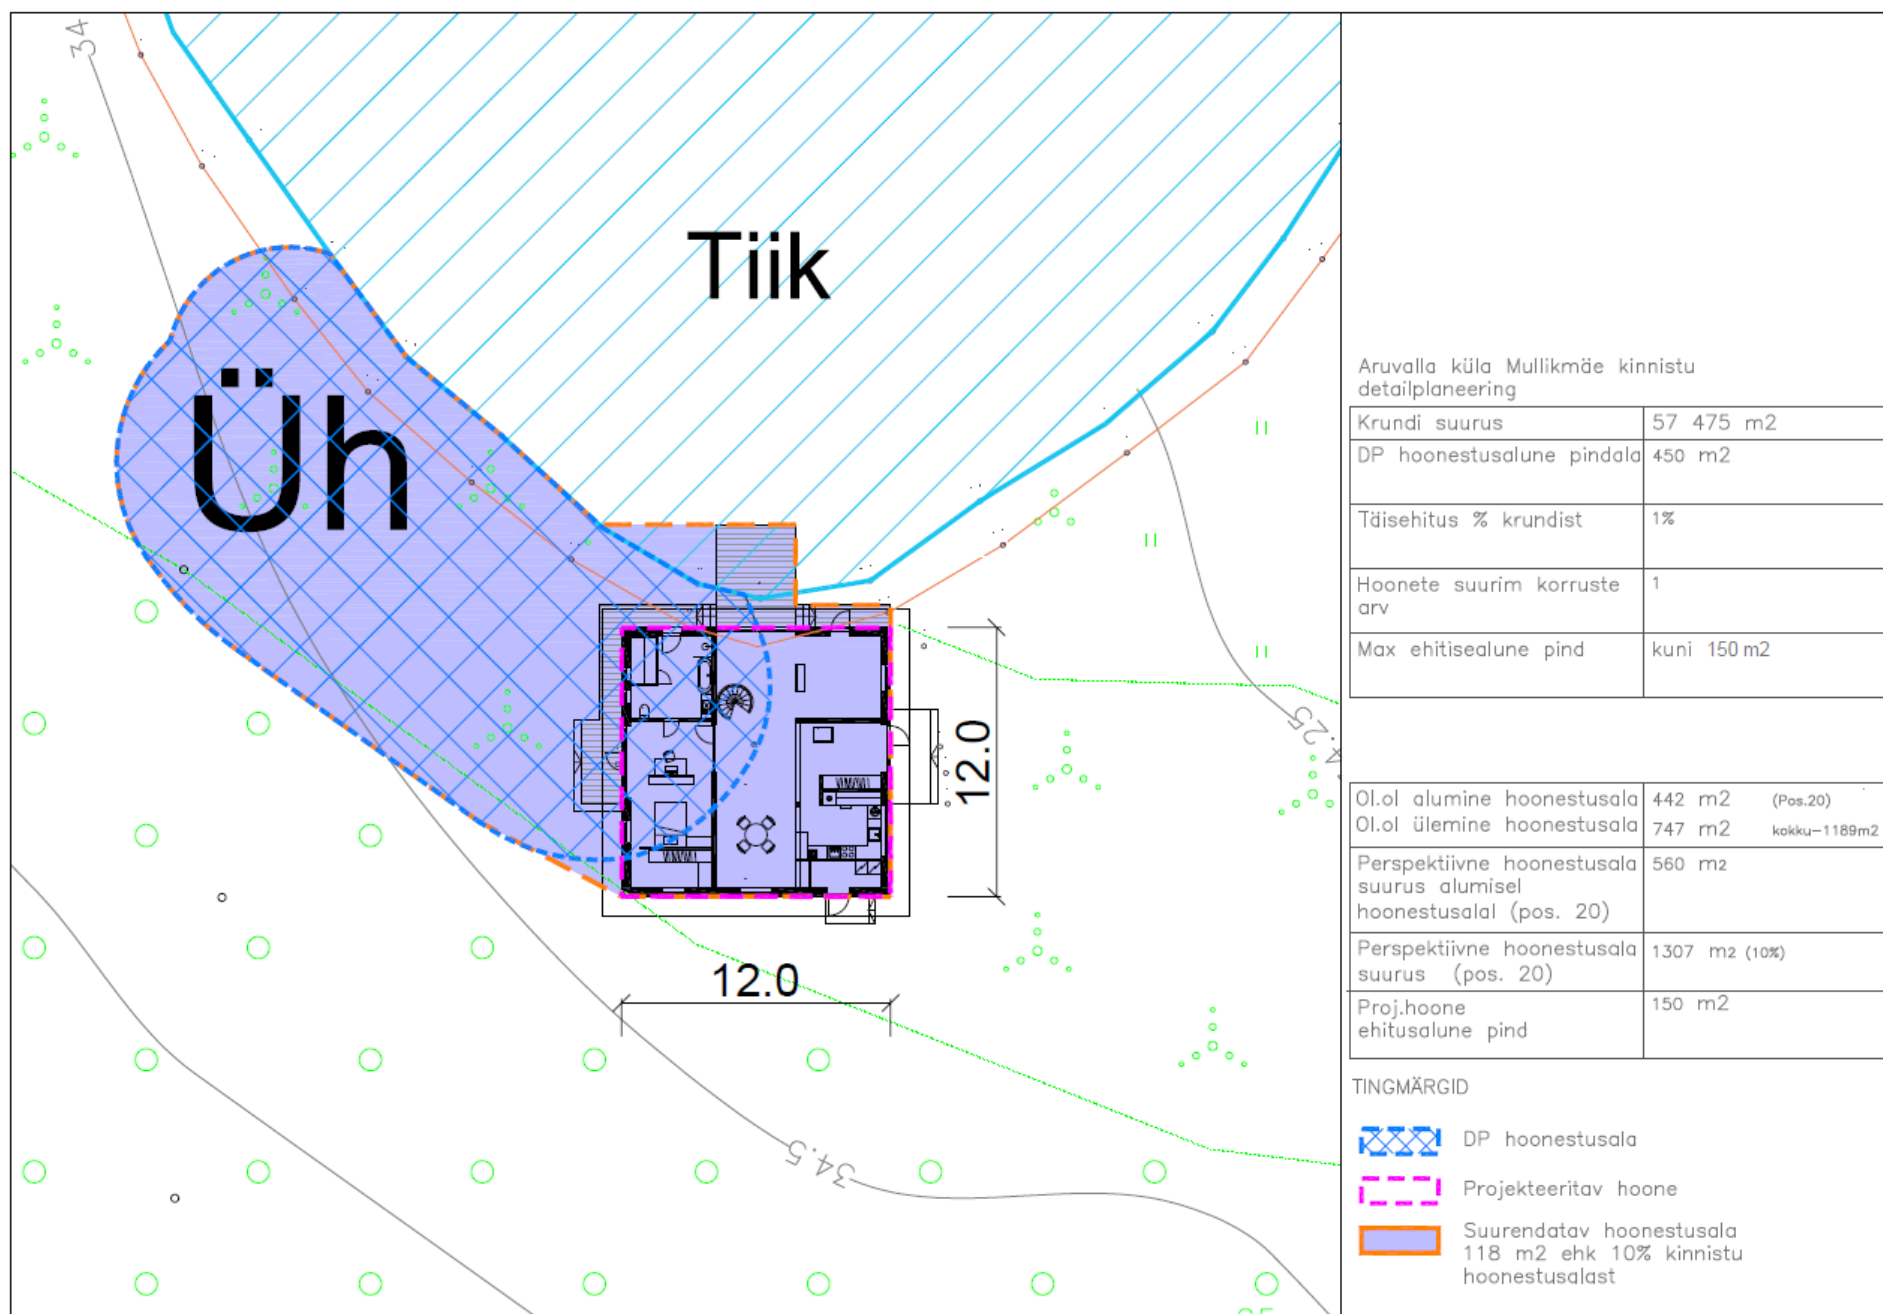 34
Tiik
Üh
12.0
12.0
34.5
Aruvalla küla Mullikmäe kinnistu
detailplaneering
Krundi suurus 57 475 m2
DP hoonestusalune pindala 450 m2
Täisehitus % krundist 1%
Hoonete suurim korruste 1
arv
Max ehitisealune pind kuni 150 m2
Ol.ol alumine hoonestusala 442 m2 (Pos.20)
Ol.ol ülemine hoonestusala 747 m2 kokku–1189m2
Perspektiivne hoonestusala 560 m2
suurus alumisel
hoonestusalal (pos. 20)
Perspektiivne hoonestusala 1307 m2 (10%)
suurus (pos. 20)
Proj.hoone 150 m2
ehitusalune pind
TINGMÄRGID
DP hoonestusala
Projekteeritav hoone
Suurendatav hoonestusala
118 m2 ehk 10% kinnistu
hoonestusalast